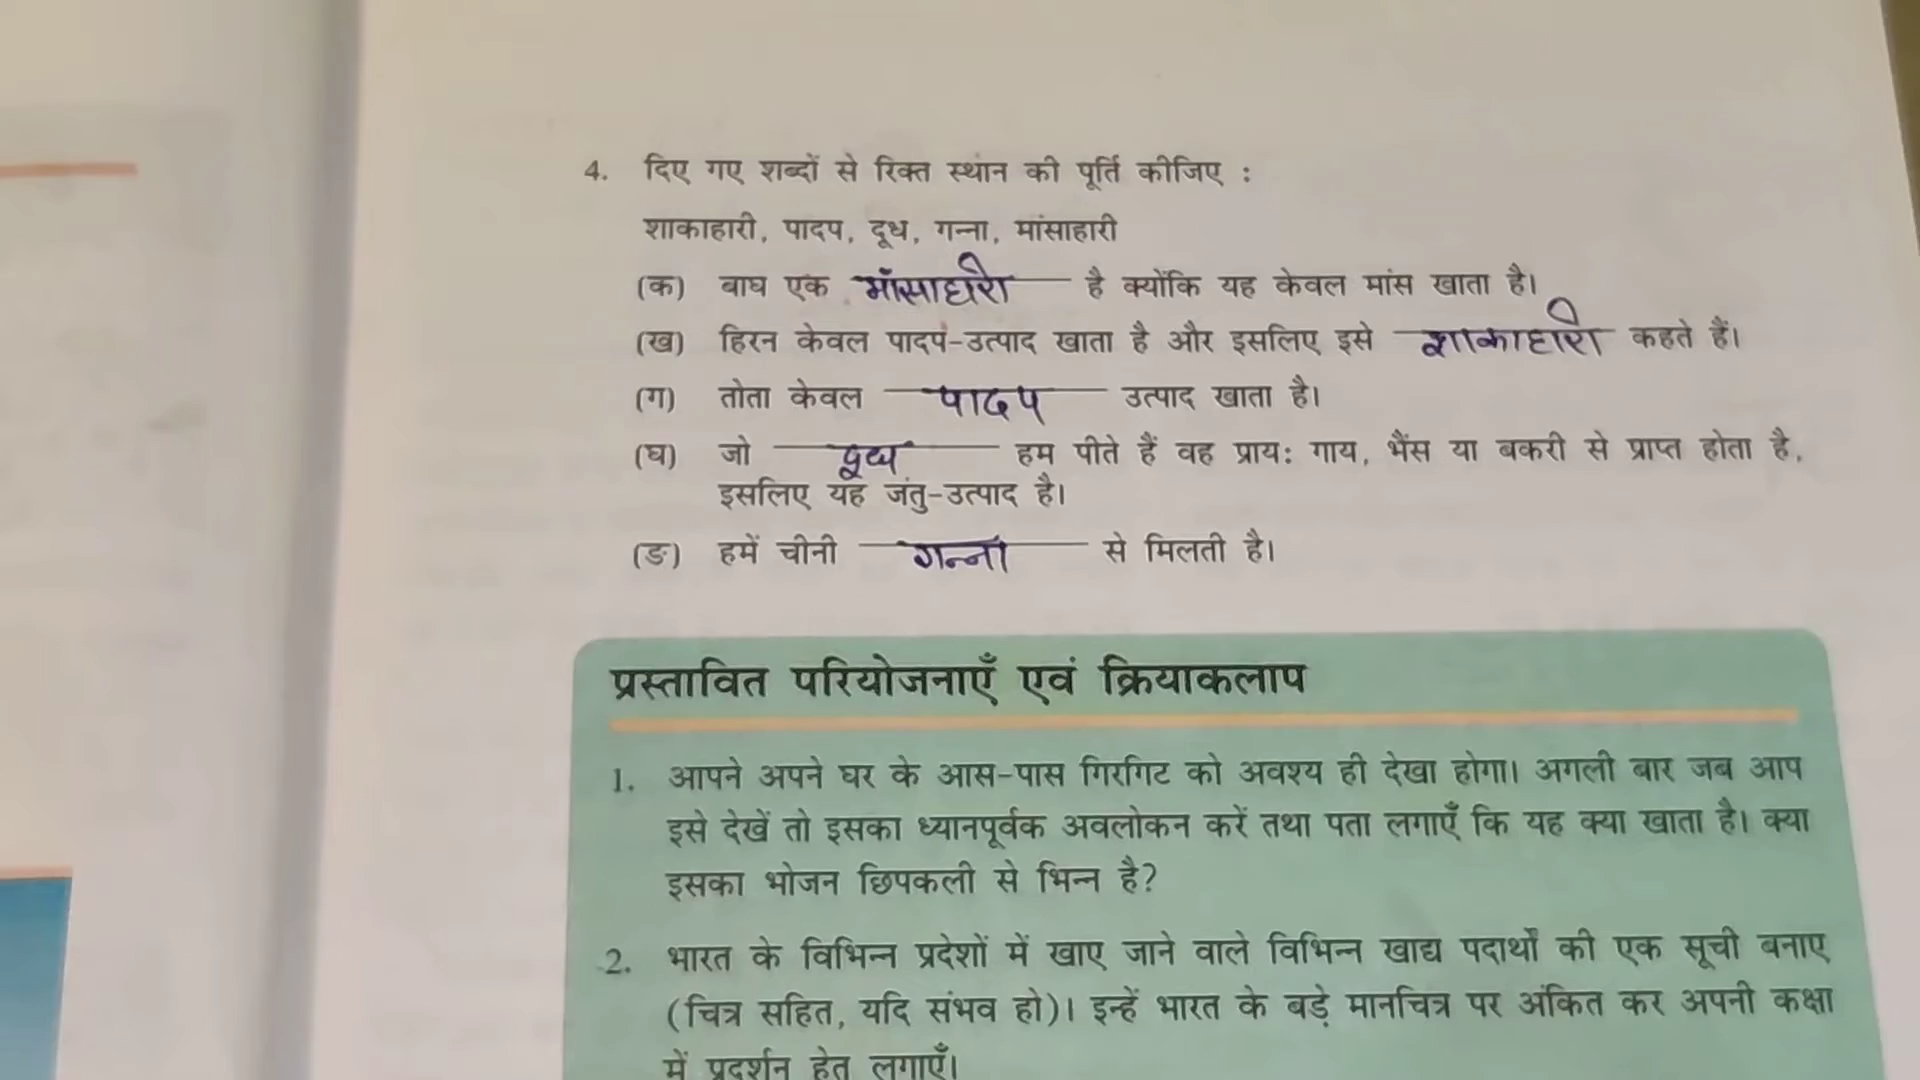 4. दिए गए शब्दों से रिक्त स्थान की पूर्ति कीजिए :
शाकाहारी, पादप, दूध, गन्ना, मांसाहारी
(क) बाघ एक माँसाहारी है क्योंकि यह केवल मांस खाता है।
(ख) हिरन केवल पादप-उत्पाद खाता है और इसलिए इसे शाकाहारी कहते हैं।
(ग) तोता केवल पादप उत्पाद खाता है।
(घ) जो दूध हम पीते हैं वह प्राय: गाय, भैंस या बकरी से प्राप्त होता है,
इसलिए यह जंतु-उत्पाद है।
(ङ) हमें चीनी गन्ना से मिलती है।
प्रस्तावित परियोजनाएँ एवं क्रियाकलाप
1. आपने अपने घर के आस-पास गिरगिट को अवश्य ही देखा होगा। अगली बार जब आप
इसे देखें तो इसका ध्यानपूर्वक अवलोकन करें तथा पता लगाएँ कि यह क्या खाता है। क्या
इसका भोजन छिपकली से भिन्न है?
2. भारत के विभिन्न प्रदेशों में खाए जाने वाले विभिन्न खाद्य पदार्थों की एक सूची बनाए
(चित्र सहित, यदि संभव हो)। इन्हें भारत के बड़े मानचित्र पर अंकित कर अपनी कक्षा
में प्रदर्शन हेतु लगाएँ।